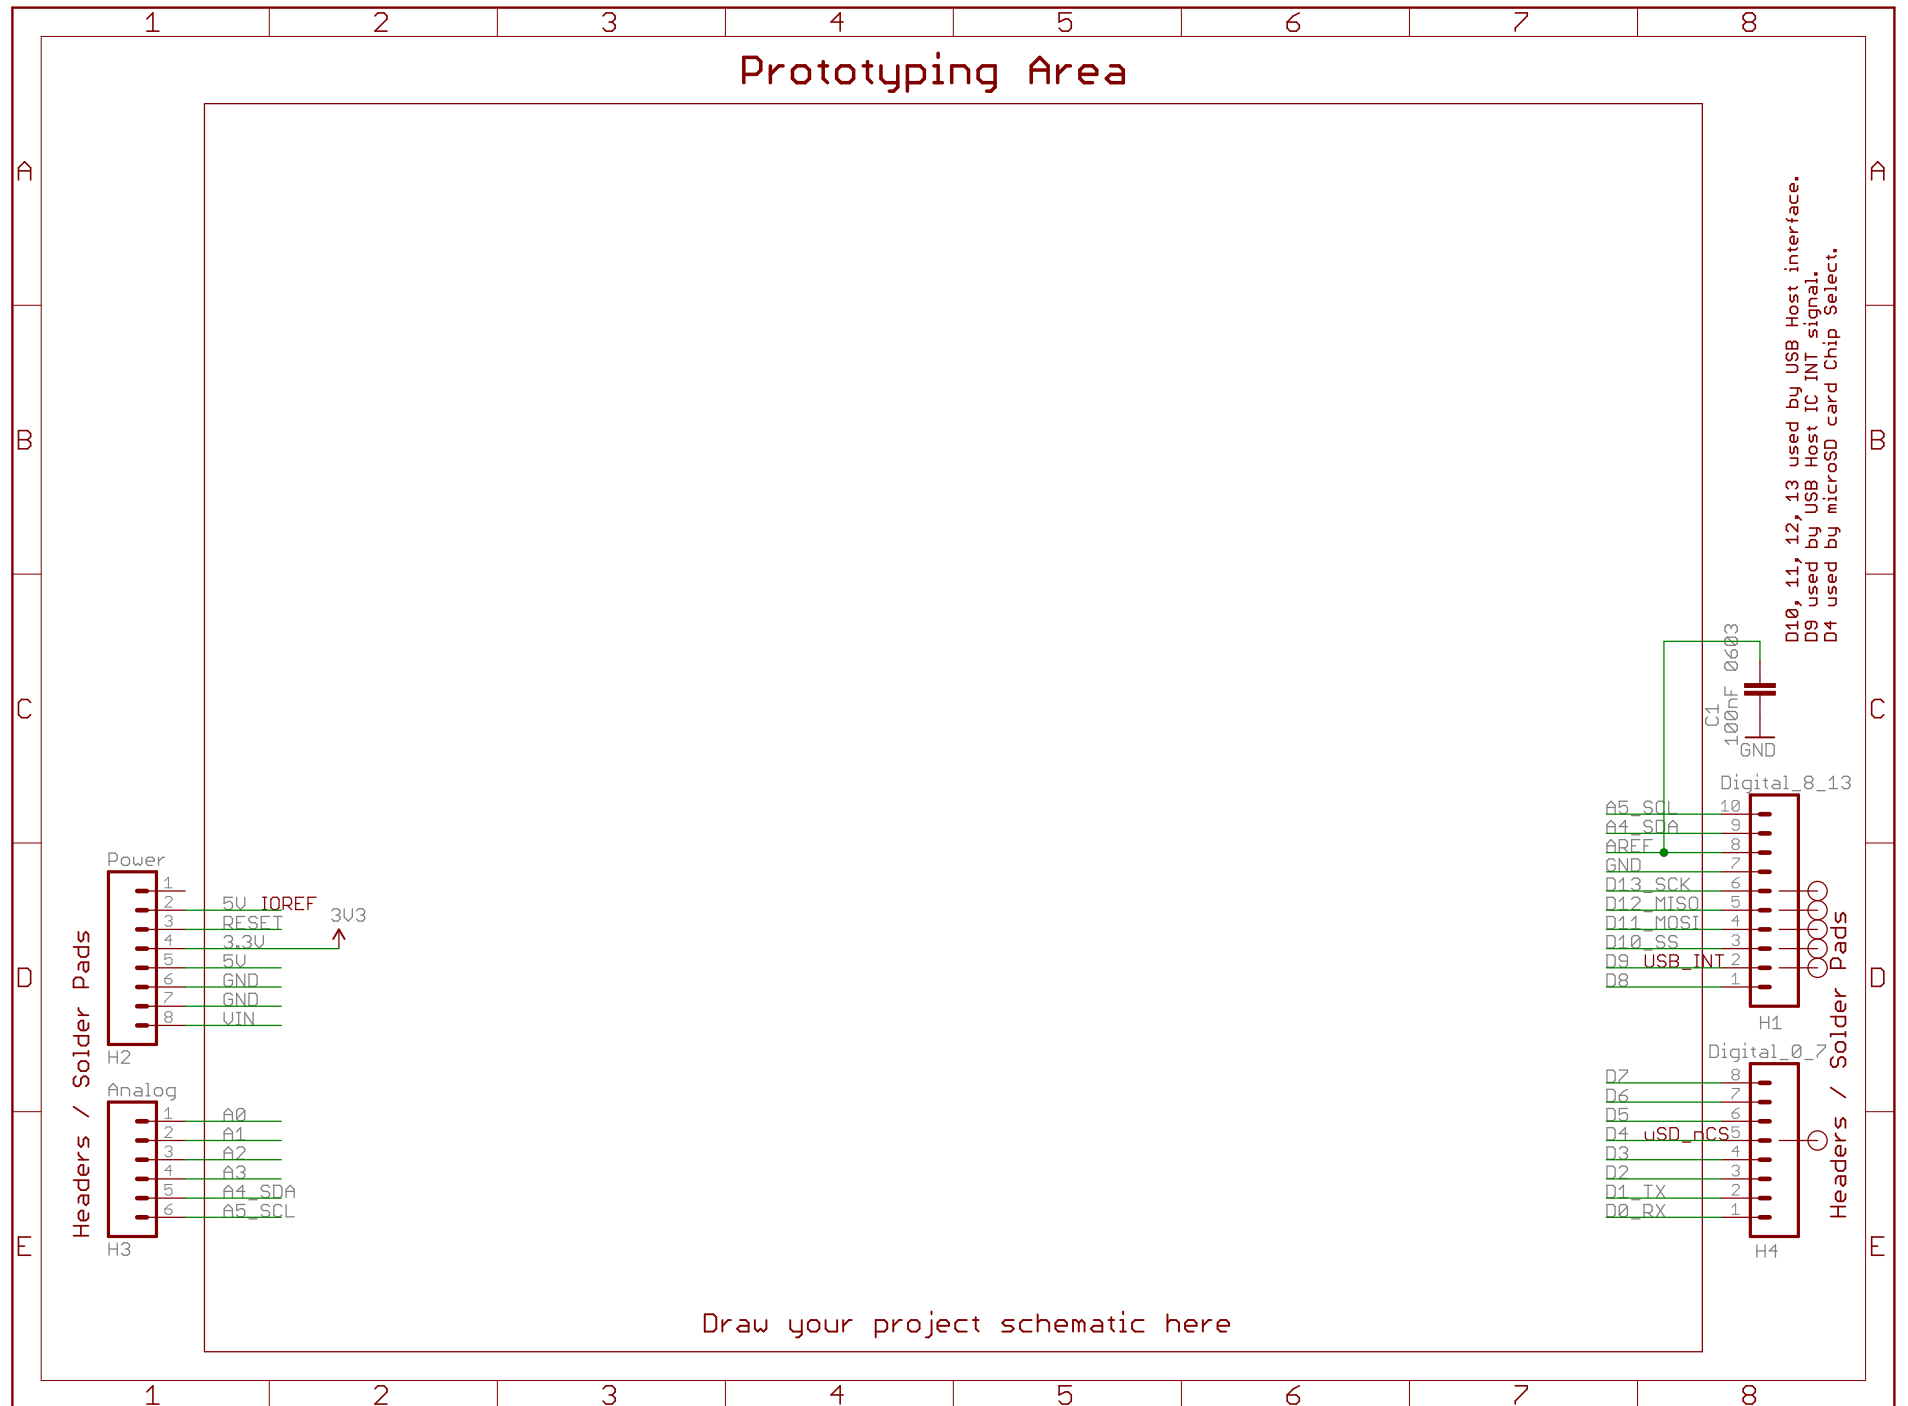 1 2 3 4 5 6 7 8
Prototyping Area
A
A
B
B
C
C
D
D
E
E
D10, 11, 12, 13 used by USB Host interface.
D9 used by USB Host IC INT signal.
D4 used by microSD card Chip Select.
C1
100nF 0603
GND
Digital_8_13
A5_SCL 10
A4_SDA 9
AREF 8
GND 7
D13_SCK 6
D12_MISO 5
D11_MOSI 4
D10_SS 3
D9 USB_INT 2
D8 1
H1
Digital_0_7
D7 8
D6 7
D5 6
D4 uSD_nCS 5
D3 4
D2 3
D1_TX 2
D0_RX 1
H4
Headers / Solder Pads
Power
1
2 5V IOREF
3 RESET
4 3.3V
3V3
5 5V
6 GND
7 GND
8 VIN
H2
Analog
1 A0
2 A1
3 A2
4 A3
5 A4_SDA
6 A5_SCL
H3
Headers / Solder Pads
Draw your project schematic here
1 2 3 4 5 6 7 8